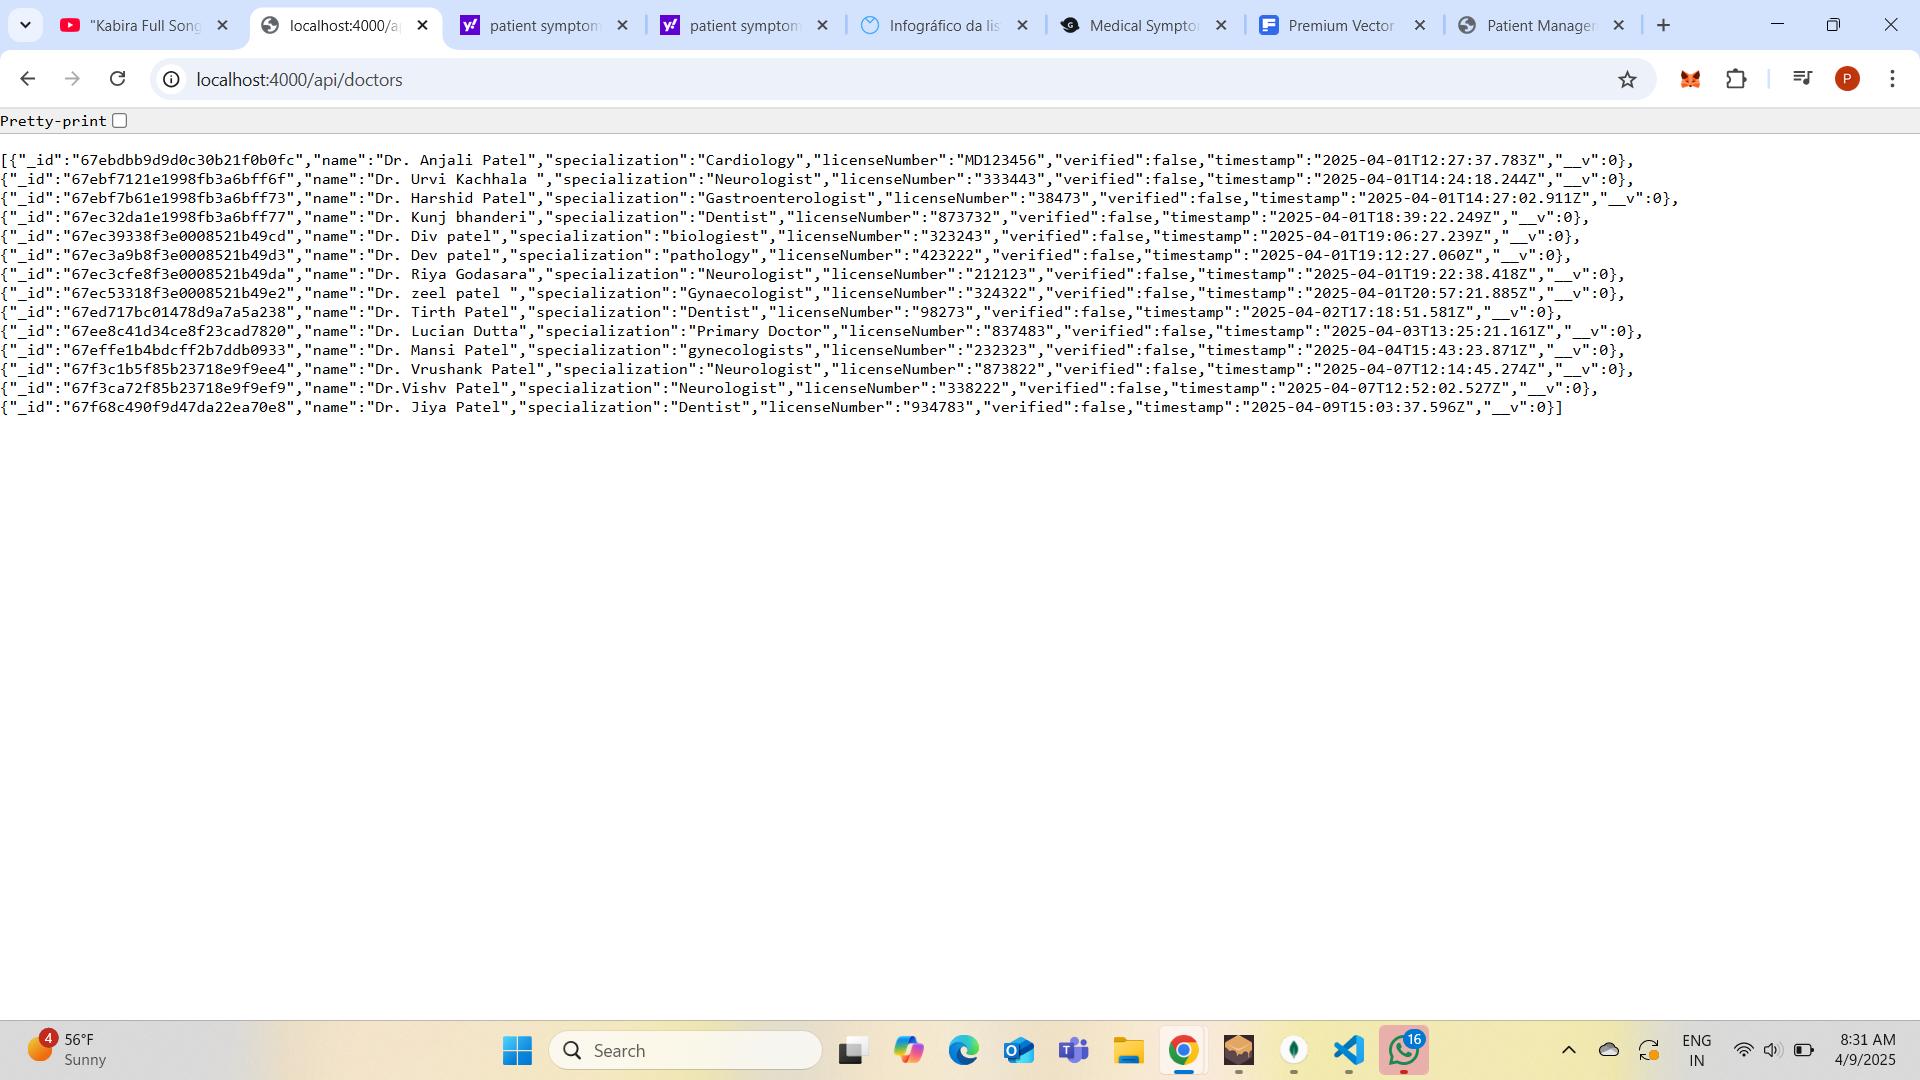 "Kabira Full Song
localhost:4000/a
patient symptom
patient symptom
Infográfico da lis
Medical Sympto
Premium Vector
Patient Manage
localhost:4000/api/doctors
P
Pretty-print
[{"_id":"67ebdbb9d9d0c30b21f0b0fc","name":"Dr. Anjali Patel","specialization":"Cardiology","licenseNumber":"MD123456","verified":false,"timestamp":"2025-04-01T12:27:37.783Z","__v":0},
{"_id":"67ebf7121e1998fb3a6bff6f","name":"Dr. Urvi Kachhala ","specialization":"Neurologist","licenseNumber":"333443","verified":false,"timestamp":"2025-04-01T14:24:18.244Z","__v":0},
{"_id":"67ebf7b61e1998fb3a6bff73","name":"Dr. Harshid Patel","specialization":"Gastroenterologist","licenseNumber":"38473","verified":false,"timestamp":"2025-04-01T14:27:02.911Z","__v":0},
{"_id":"67ec32da1e1998fb3a6bff77","name":"Dr. Kunj bhanderi","specialization":"Dentist","licenseNumber":"873732","verified":false,"timestamp":"2025-04-01T18:39:22.249Z","__v":0},
{"_id":"67ec39338f3e0008521b49cd","name":"Dr. Div patel","specialization":"biologiest","licenseNumber":"323243","verified":false,"timestamp":"2025-04-01T19:06:27.239Z","__v":0},
{"_id":"67ec3a9b8f3e0008521b49d3","name":"Dr. Dev patel","specialization":"pathology","licenseNumber":"423222","verified":false,"timestamp":"2025-04-01T19:12:27.060Z","__v":0},
{"_id":"67ec3cfe8f3e0008521b49da","name":"Dr. Riya Godasara","specialization":"Neurologist","licenseNumber":"212123","verified":false,"timestamp":"2025-04-01T19:22:38.418Z","__v":0},
{"_id":"67ec53318f3e0008521b49e2","name":"Dr. zeel patel ","specialization":"Gynaecologist","licenseNumber":"324322","verified":false,"timestamp":"2025-04-01T20:57:21.885Z","__v":0},
{"_id":"67ed717bc01478d9a7a5a238","name":"Dr. Tirth Patel","specialization":"Dentist","licenseNumber":"98273","verified":false,"timestamp":"2025-04-02T17:18:51.581Z","__v":0},
{"_id":"67ee8c41d34ce8f23cad7820","name":"Dr. Lucian Dutta","specialization":"Primary Doctor","licenseNumber":"837483","verified":false,"timestamp":"2025-04-03T13:25:21.161Z","__v":0},
{"_id":"67effe1b4bdcff2b7ddb0933","name":"Dr. Mansi Patel","specialization":"gynecologists","licenseNumber":"232323","verified":false,"timestamp":"2025-04-04T15:43:23.871Z","__v":0},
{"_id":"67f3c1b5f85b23718e9f9ee4","name":"Dr. Vrushank Patel","specialization":"Neurologist","licenseNumber":"873822","verified":false,"timestamp":"2025-04-07T12:14:45.274Z","__v":0},
{"_id":"67f3ca72f85b23718e9f9ef9","name":"Dr.Vishv Patel","specialization":"Neurologist","licenseNumber":"338222","verified":false,"timestamp":"2025-04-07T12:52:02.527Z","__v":0},
{"_id":"67f68c490f9d47da22ea70e8","name":"Dr. Jiya Patel","specialization":"Dentist","licenseNumber":"934783","verified":false,"timestamp":"2025-04-09T15:03:37.596Z","__v":0}]
4
56°F
Sunny
Search
16
ENG
IN
8:31 AM
4/9/2025